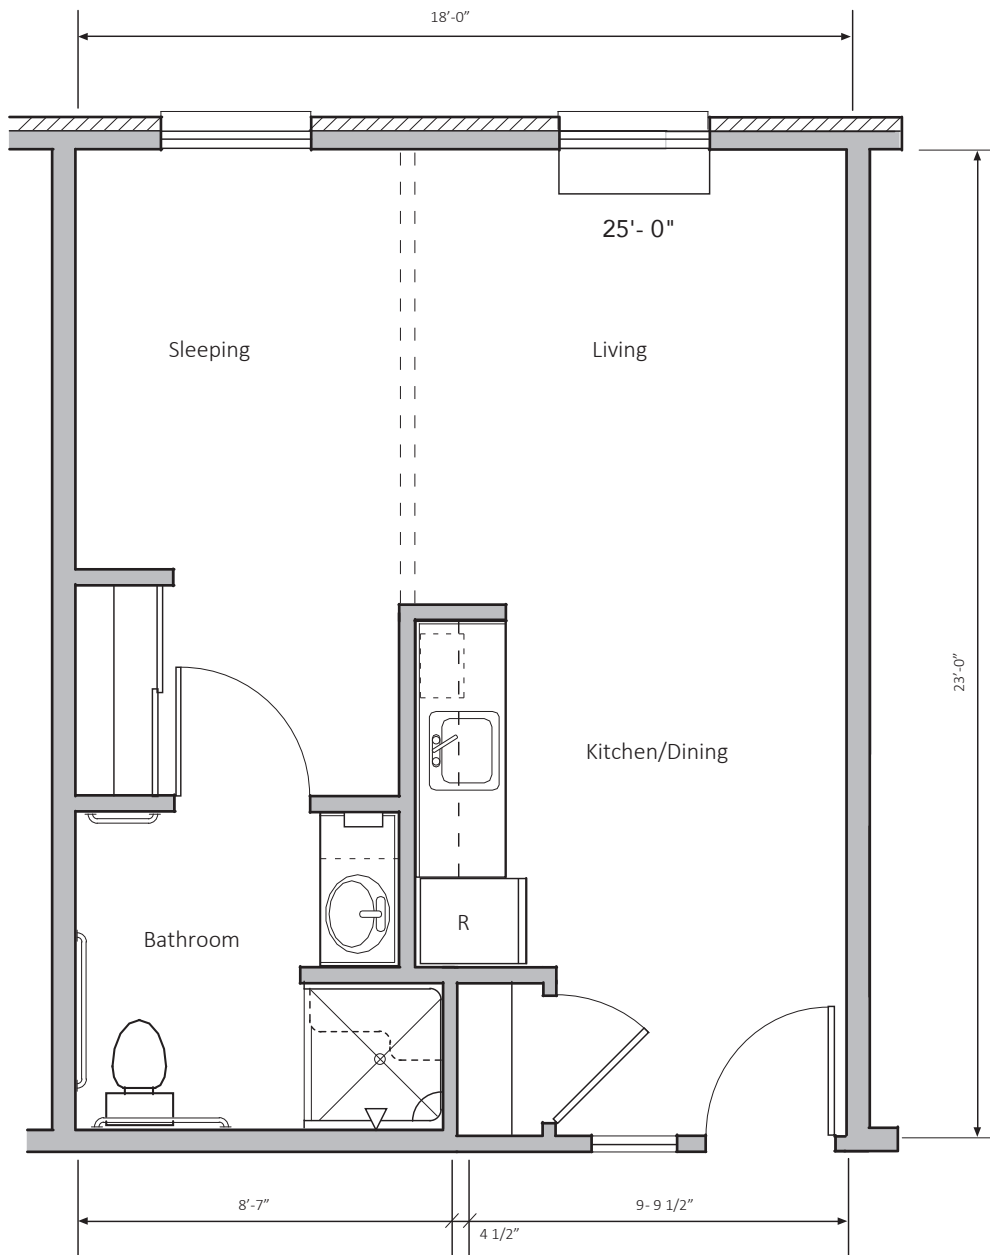 18’-0”
25'- 0"
Sleeping
Living
23’-0”
Kitchen/Dining
R
Bathroom
8’-7”
9- 9 1/2”
4 1/2”